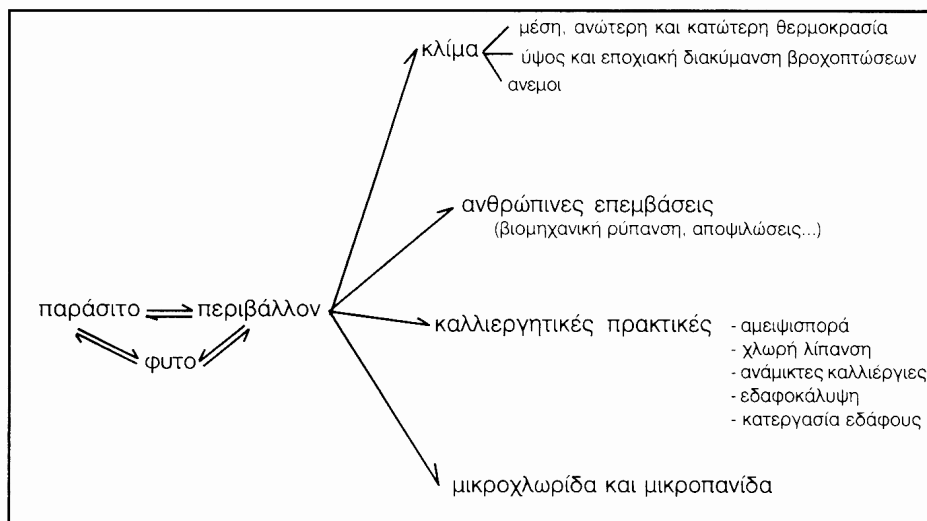 κλίμα
μέση, ανώτερη και κατώτερη θερμοκρασία
ύψος και εποχιακή διακύμανση βροχοπτώσεων
ανεμοι
ανθρώπινες επεμβάσεις
(βιομηχανική ρύπανση, αποψιλώσεις...)
παράσιτο
περιβάλλον
φυτο
καλλιεργητικές πρακτικές
- αμειψισπορά
- χλωρή λίπανση
- ανάμικτες καλλιέργιες
- εδαφοκάλυψη
- κατεργασία εδάφους
μικροχλωρίδα και μικροπανίδα